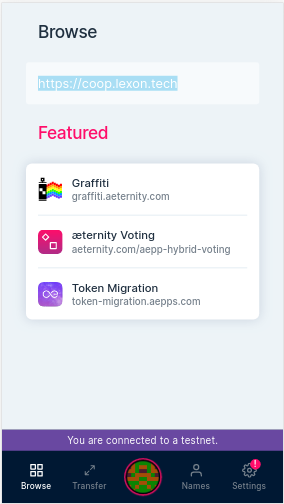 Browse
https://coop.lexon.tech
Featured
Graffiti
graffiti.aeternity.com
æternity Voting
aeternity.com/aepp-hybrid-voting
Token Migration
token-migration.aepps.com
You are connected to a testnet.
Browse Transfer Names Settings